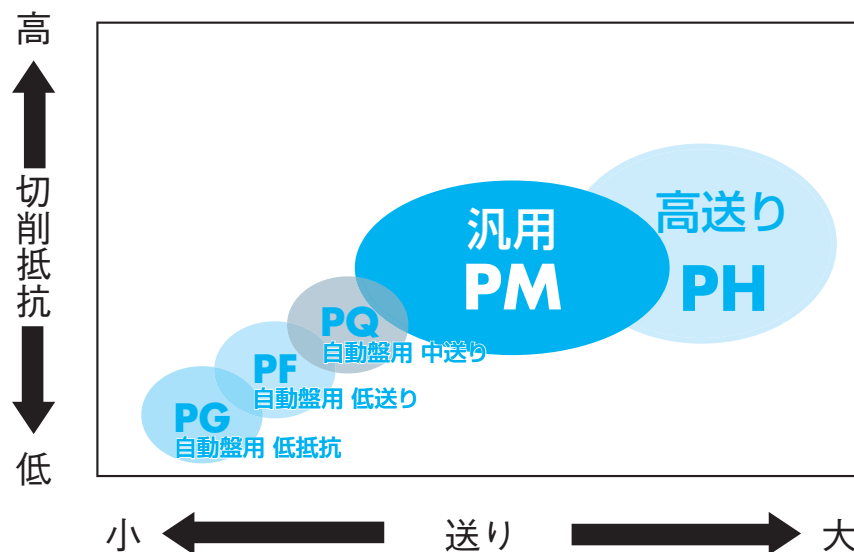 高
切削抵抗
低
汎用
PM
高送り
PH
PQ
自動盤用 中送り
PF
自動盤用 低送り
PG
自動盤用 低抵抗
小
送り
大